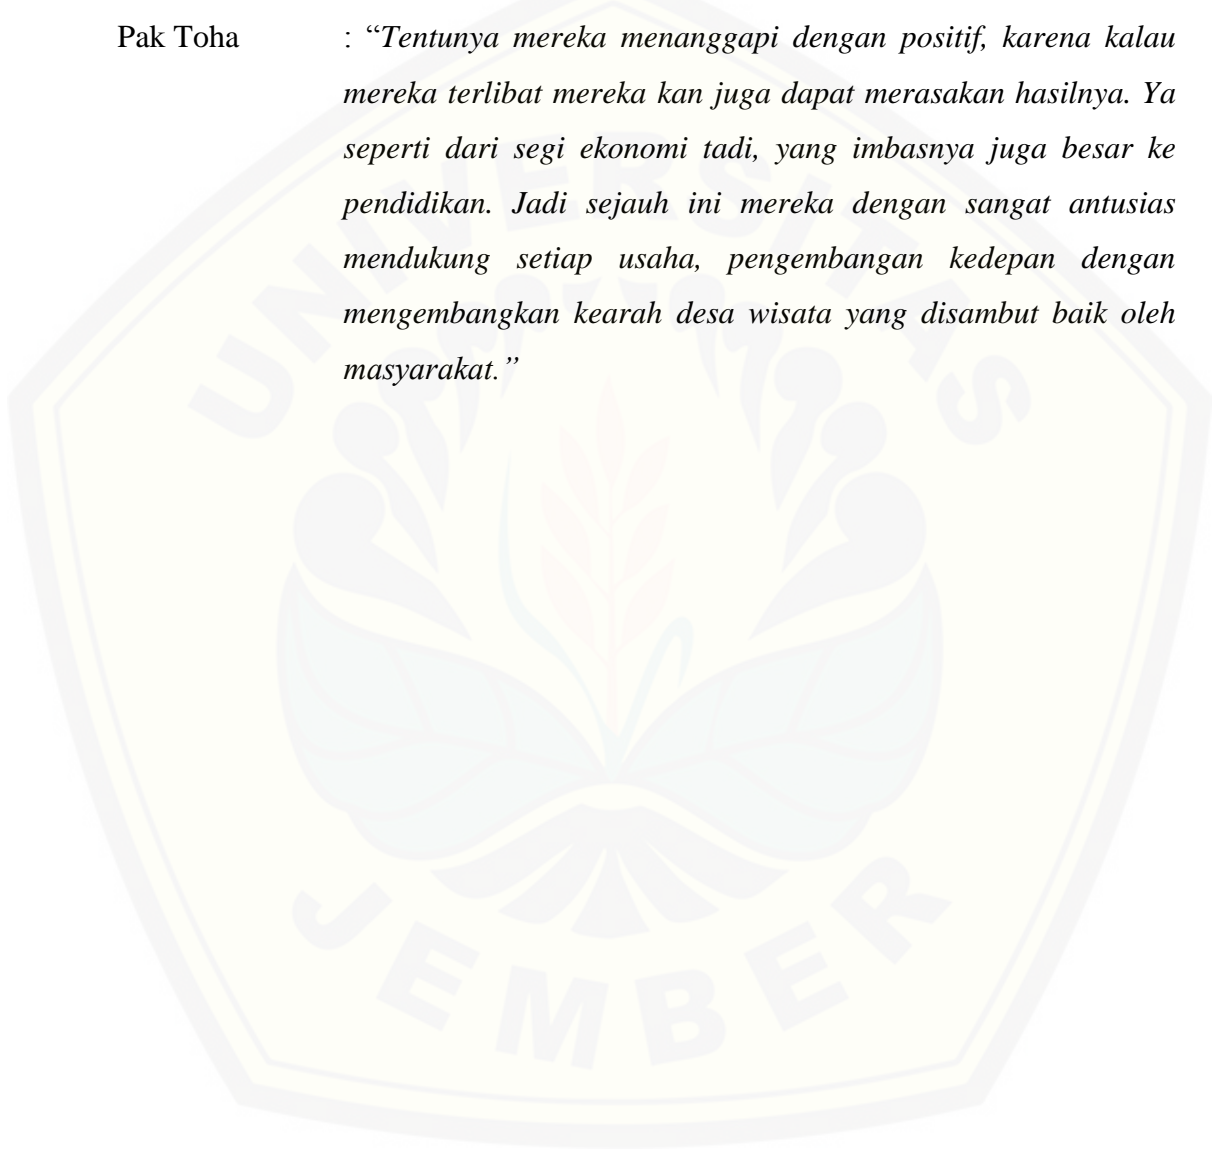 Pak Toha : “Tentunya mereka menanggapi dengan positif, karena kalau
mereka terlibat mereka kan juga dapat merasakan hasilnya. Ya
seperti dari segi ekonomi tadi, yang imbasnya juga besar ke
pendidikan. Jadi sejauh ini mereka dengan sangat antusias
mendukung setiap usaha, pengembangan kedepan dengan
mengembangkan kearah desa wisata yang disambut baik oleh
masyarakat.”
UNIVERSITAS
JEMBER